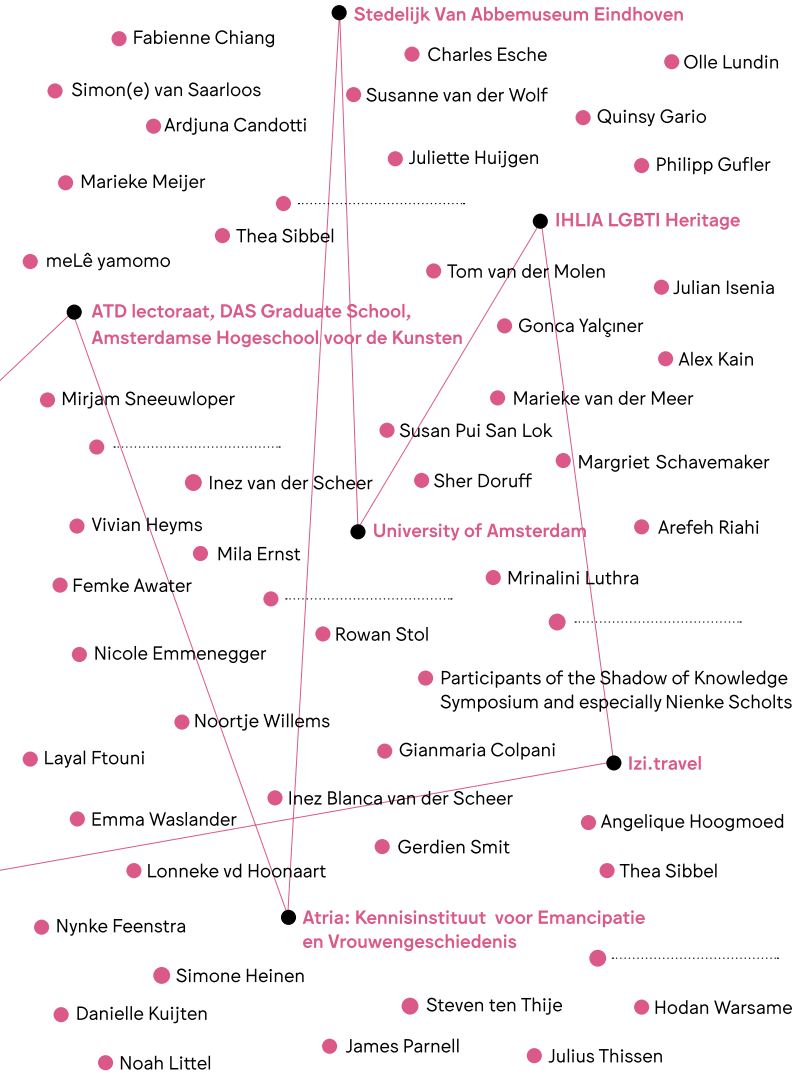 Stedelijk Van Abbemuseum Eindhoven
Fabienne Chiang
Charles Esche
Olle Lundin
Simon(e) van Saarloos
Susanne van der Wolf
Quinsy Gario
Ardjuna Candotti
Juliette Huijgen
Philipp Gufler
Marieke Meijer
IHLIA LGBTI Heritage
Thea Sibbel
meLê yamomo
Tom van der Molen
Julian Isenia
ATD lectoraat, DAS Graduate School,
Amsterdamse Hogeschool voor de Kunsten
Gonca Yalçıner
Alex Kain
Mirjam Sneeuwloper
Marieke van der Meer
Susan Pui San Lok
Margriet Schavemaker
Inez van der Scheer
Sher Doruff
Vivian Heyms
University of Amsterdam
Arefeh Riahi
Mila Ernst
Femke Awater
Mrinalini Luthra
Rowan Stol
Nicole Emmenegger
Participants of the Shadow of Knowledge
Symposium and especially Nienke Scholts
Noortje Willems
Layal Ftouni
Gianmaria Colpani
Izi.travel
Inez Blanca van der Scheer
Emma Waslander
Angelique Hoogmoed
Gerdien Smit
Lonneke vd Hoonaart
Thea Sibbel
Nynke Feenstra
Atria: Kennisinstituut voor Emancipatie
en Vrouwengeschiedenis
Simone Heinen
Danielle Kuijten
Steven ten Thije
Hodan Warsame
James Parnell
Noah Littel
Julius Thissen